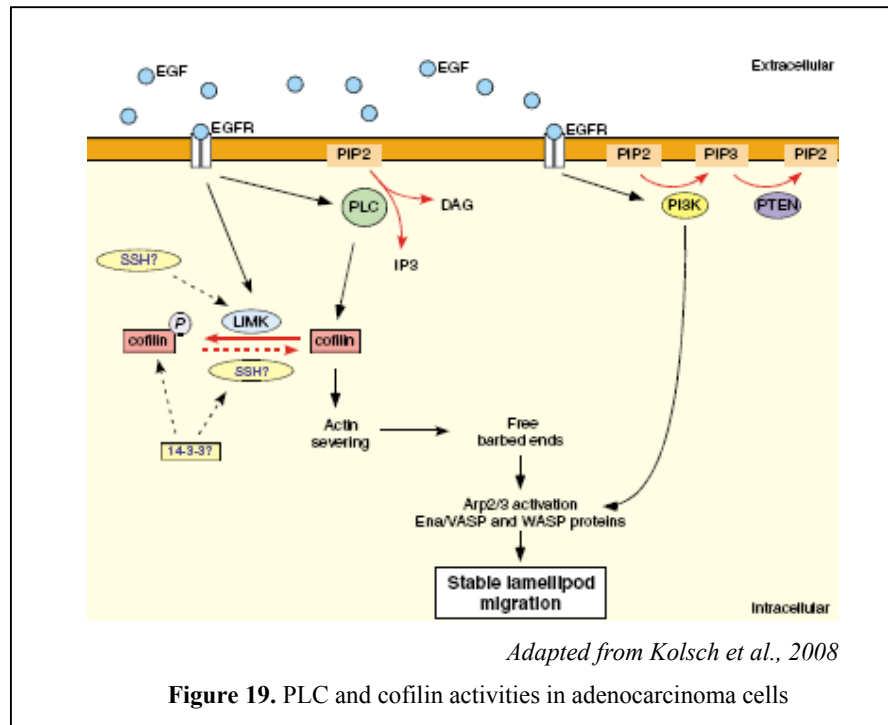 EGF
EGF
Extracellular
EGFR
EGFR
PIP2
PIP2
PIP3
PIP2
PLC
DAG
PI3K
PTEN
IP3
SSH?
P
LIMK
cofilin
cofilin
SSH?
14-3-3?
Actin
severing
Free
barbed ends
Arp2/3 activation
Ena/VASP and WASP proteins
Stable lamellipod
migration
Intracellular
Adapted from Kolsch et al., 2008
Figure 19. PLC and cofilin activities in adenocarcinoma cells